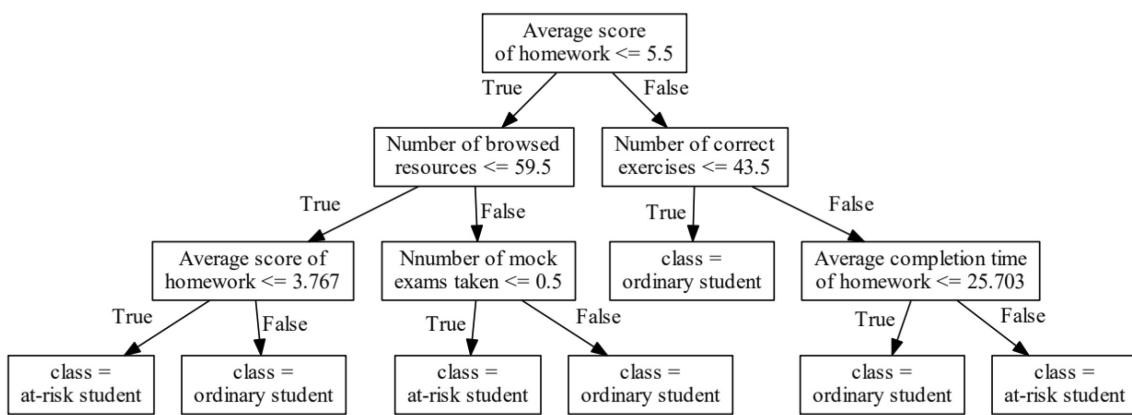 Average score
of homework <= 5.5
True
False
Number of browsed
resources <= 59.5
Number of correct
exercises <= 43.5
True
False
True
False
Average score of
homework <= 3.767
Nnumber of mock
exams taken <= 0.5
class =
ordinary student
Average completion time
of homework <= 25.703
True
False
True
False
True
False
class =
at-risk student
class =
ordinary student
class =
at-risk student
class =
ordinary student
class =
ordinary student
class =
at-risk student